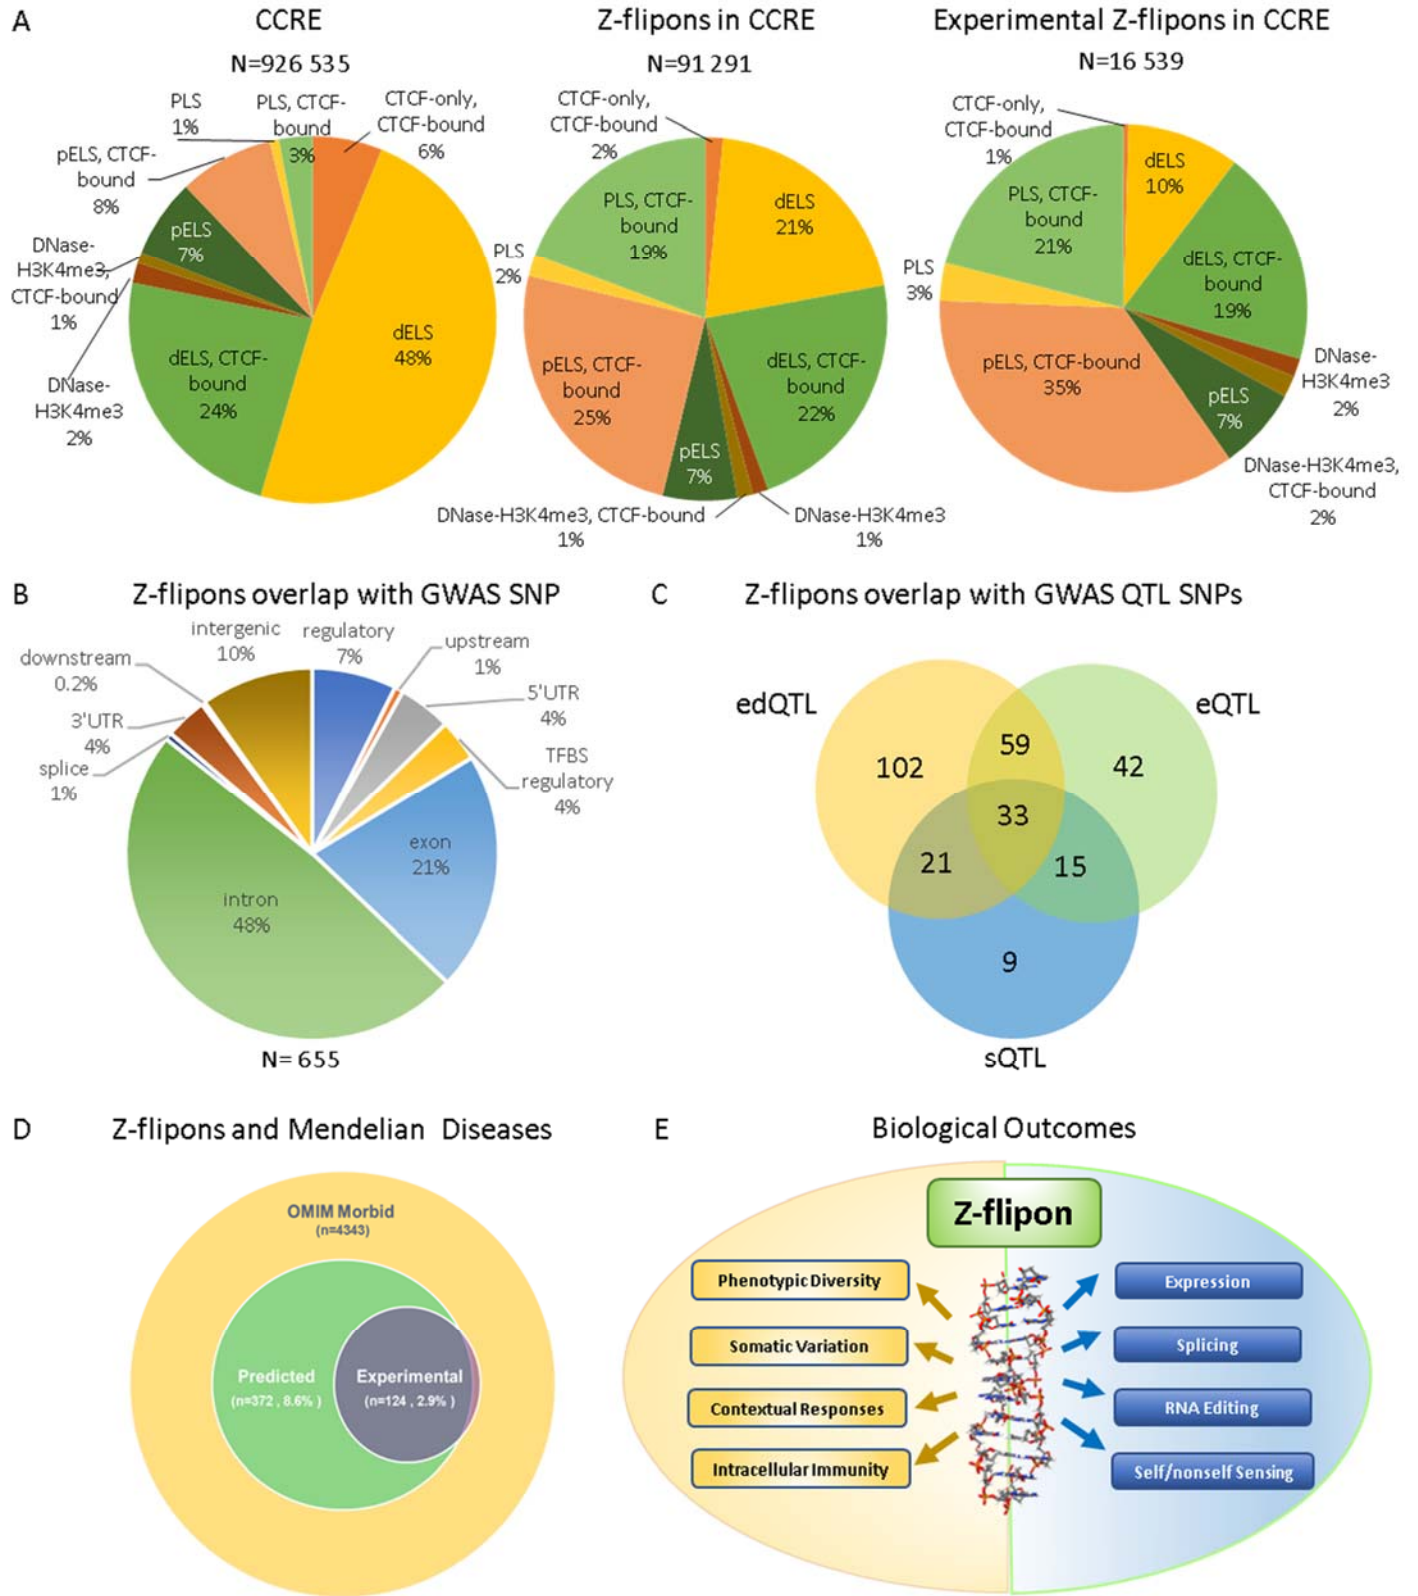 A
CCRE
N=926 535
PLS
1%
PLS, CTCF-
bound
3%
CTCF-only,
CTCF-bound
6%
pELS, CTCF-
bound
8%
pELS
7%
DNase-
H3K4me3,
CTCF-bound
1%
DNase-
H3K4me3
2%
dELS, CTCF-
bound
24%
dELS
48%
Z-flipons in CCRE
N=91 291
CTCF-only,
CTCF-bound
2%
PLS, CTCF-
bound
19%
dELS
21%
PLS
2%
pELS, CTCF-
bound
25%
dELS, CTCF-
bound
22%
pELS
7%
DNase-H3K4me3, CTCF-bound
1%
DNase-H3K4me3
1%
Experimental Z-flipons in CCRE
N=16 539
CTCF-only,
CTCF-bound
1%
dELS
10%
PLS, CTCF-
bound
21%
dELS, CTCF-
bound
19%
PLS
3%
pELS, CTCF-bound
35%
DNase-
H3K4me3
2%
pELS
7%
DNase-H3K4me3,
CTCF-bound
2%
B
Z-flipons overlap with GWAS SNP
intergenic
10%
regulatory
7%
upstream
1%
downstream
0.2%
5'UTR
4%
3'UTR
4%
TFBS
regulatory
4%
splice
1%
exon
21%
intron
48%
N= 655
C
Z-flipons overlap with GWAS QTL SNPs
edQTL
eQTL
59
102
42
33
21
15
9
sQTL
D
Z-flipons and Mendelian Diseases
OMIM Morbid
(n=4343)
Predicted
(n=372 , 8.6% )
Experimental
(n=124 , 2.9% )
E
Biological Outcomes
Z-flipon
Phenotypic Diversity
Somatic Variation
Contextual Responses
Intracellular Immunity
Expression
Splicing
RNA Editing
Self/nonself Sensing